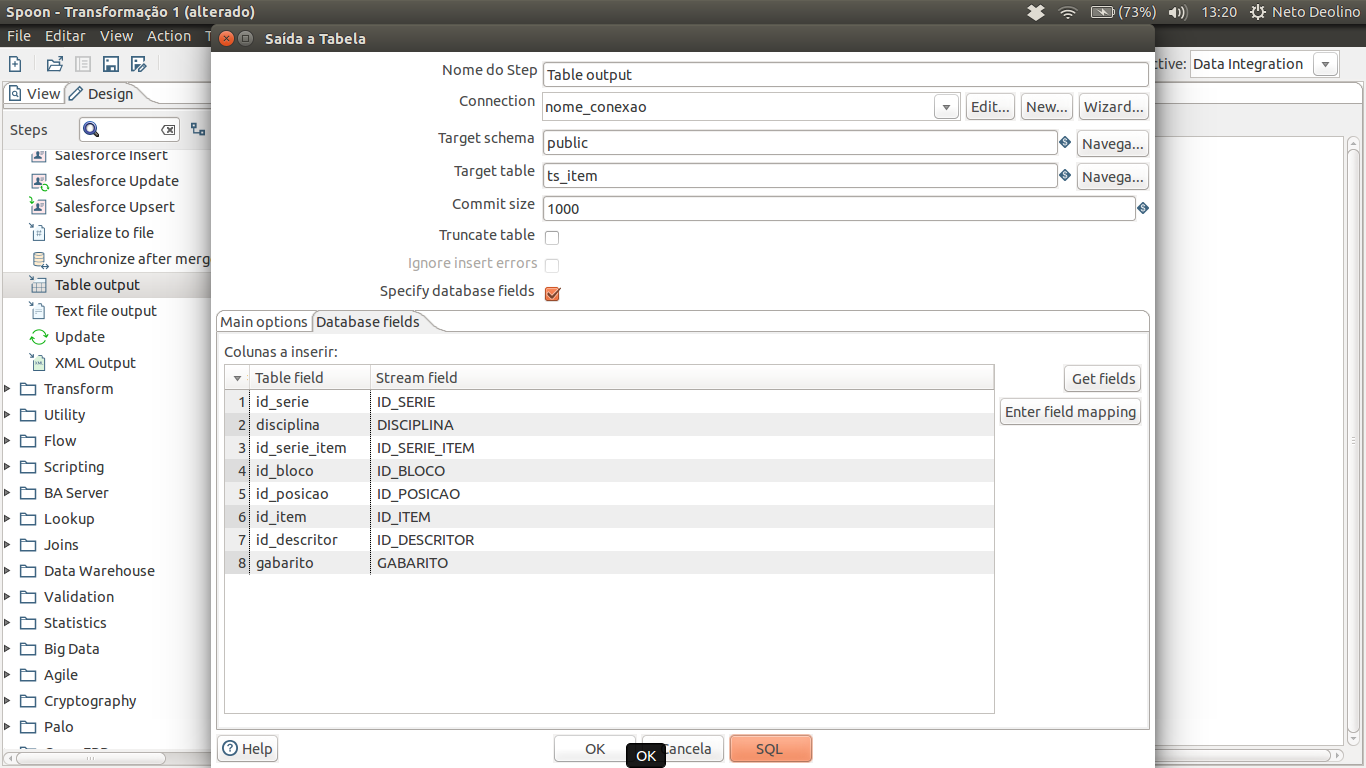 Spoon - Transformação 1 (alterado)
(73%)
13:20
Neto Deolino
File Editar View Action T
Saída a Tabela
ctive: Data Integration
View Design
Steps
Salesforce Insert
Salesforce Update
Salesforce Upsert
Serialize to file
Synchronize after merg
Table output
Text file output
Update
XML Output
Transform
Utility
Flow
Scripting
BA Server
Lookup
Joins
Data Warehouse
Validation
Statistics
Big Data
Agile
Cryptography
Palo
Nome do Step Table output
Connection nome_conexao Edit... New... Wizard...
Target schema public Navega...
Target table ts_item Navega...
Commit size 1000
Truncate table
Ignore insert errors
Specify database fields
Main options Database fields
Colunas a inserir:
Table field Stream field
1 id_serie ID_SERIE
2 disciplina DISCIPLINA
3 id_serie_item ID_SERIE_ITEM
4 id_bloco ID_BLOCO
5 id_posicao ID_POSICAO
6 id_item ID_ITEM
7 id_descritor ID_DESCRITOR
8 gabarito GABARITO
Get fields
Enter field mapping
Help OK Cancela SQL
OK